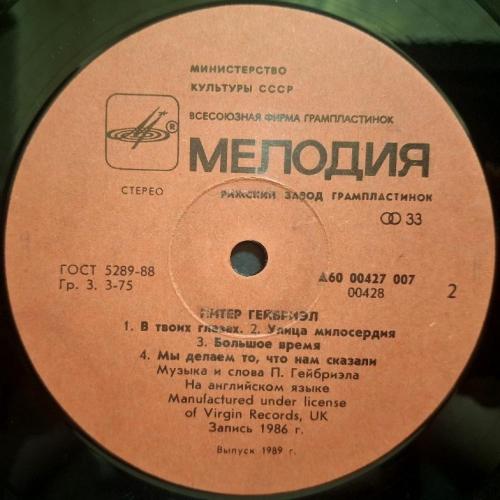 МИНИСТЕРСТВО
КУЛЬТУРЫ СССР
ВСЕСОЮЗНАЯ ФИРМА ГРАМПЛАСТИНОК
®
МЕЛОДИЯ
СТЕРЕО
РИЖСКИЙ ЗАВОД ГРАМПЛАСТИНОК
33
ГОСТ 5289-88
Гр. 3. 3-75
А60 00427 007
00428
2
ПИТЕР ГЕЙБРИЭЛ
1. В твоих глазах. 2. Улица милосердия
3. Большое время
4. Мы делаем то, что нам сказали
Музыка и слова П. Гейбриэла
На английском языке
Manufactured under license
of Virgin Records, UK
Запись 1986 г.
Выпуск 1989 г.